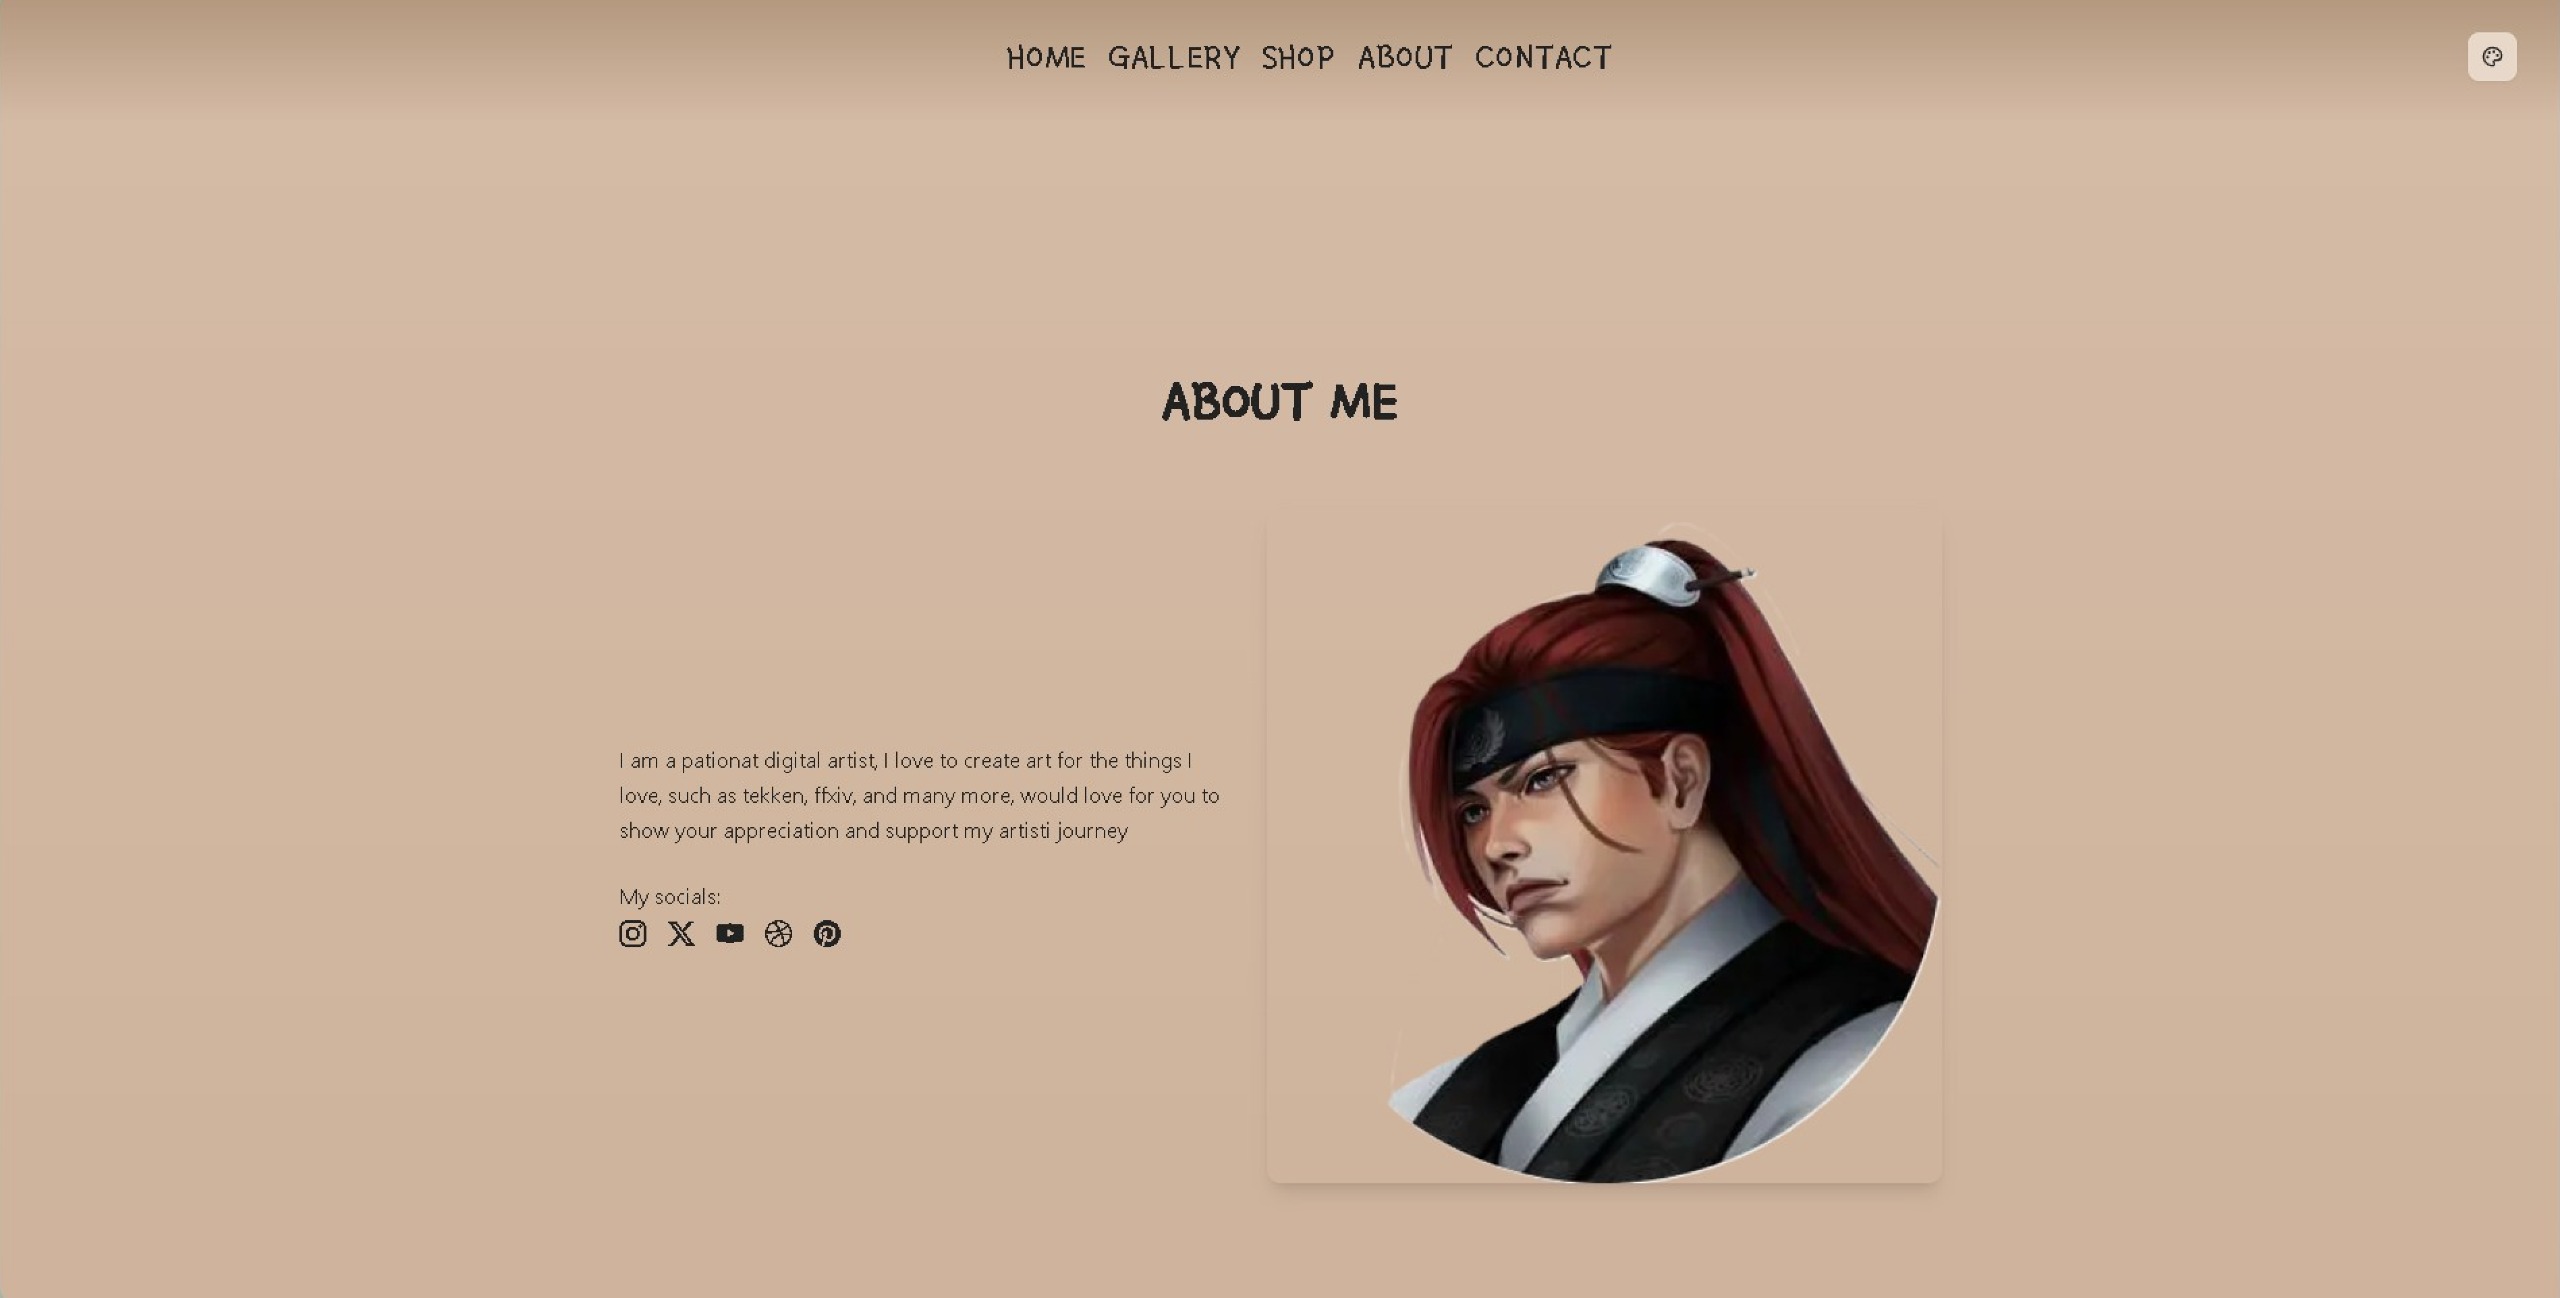 HOME GALLERY SHOP ABOUT CONTACT
ABOUT ME
I am a pationat digital artist, I love to create art for the things I
love, such as tekken, ffxiv, and many more, would love for you to
show your appreciation and support my artisti journey
My socials: